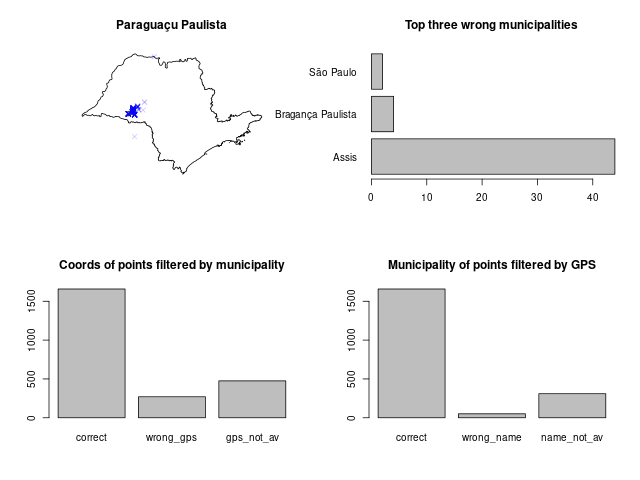 Paraguaçu Paulista
Top three wrong municipalities
São Paulo
Bragança Paulista
Assis
0 10 20 30 40
Coords of points filtered by municipality
0 500 1000 1500
correct wrong_gps gps_not_av
Municipality of points filtered by GPS
0 500 1000 1500
correct wrong_name name_not_av